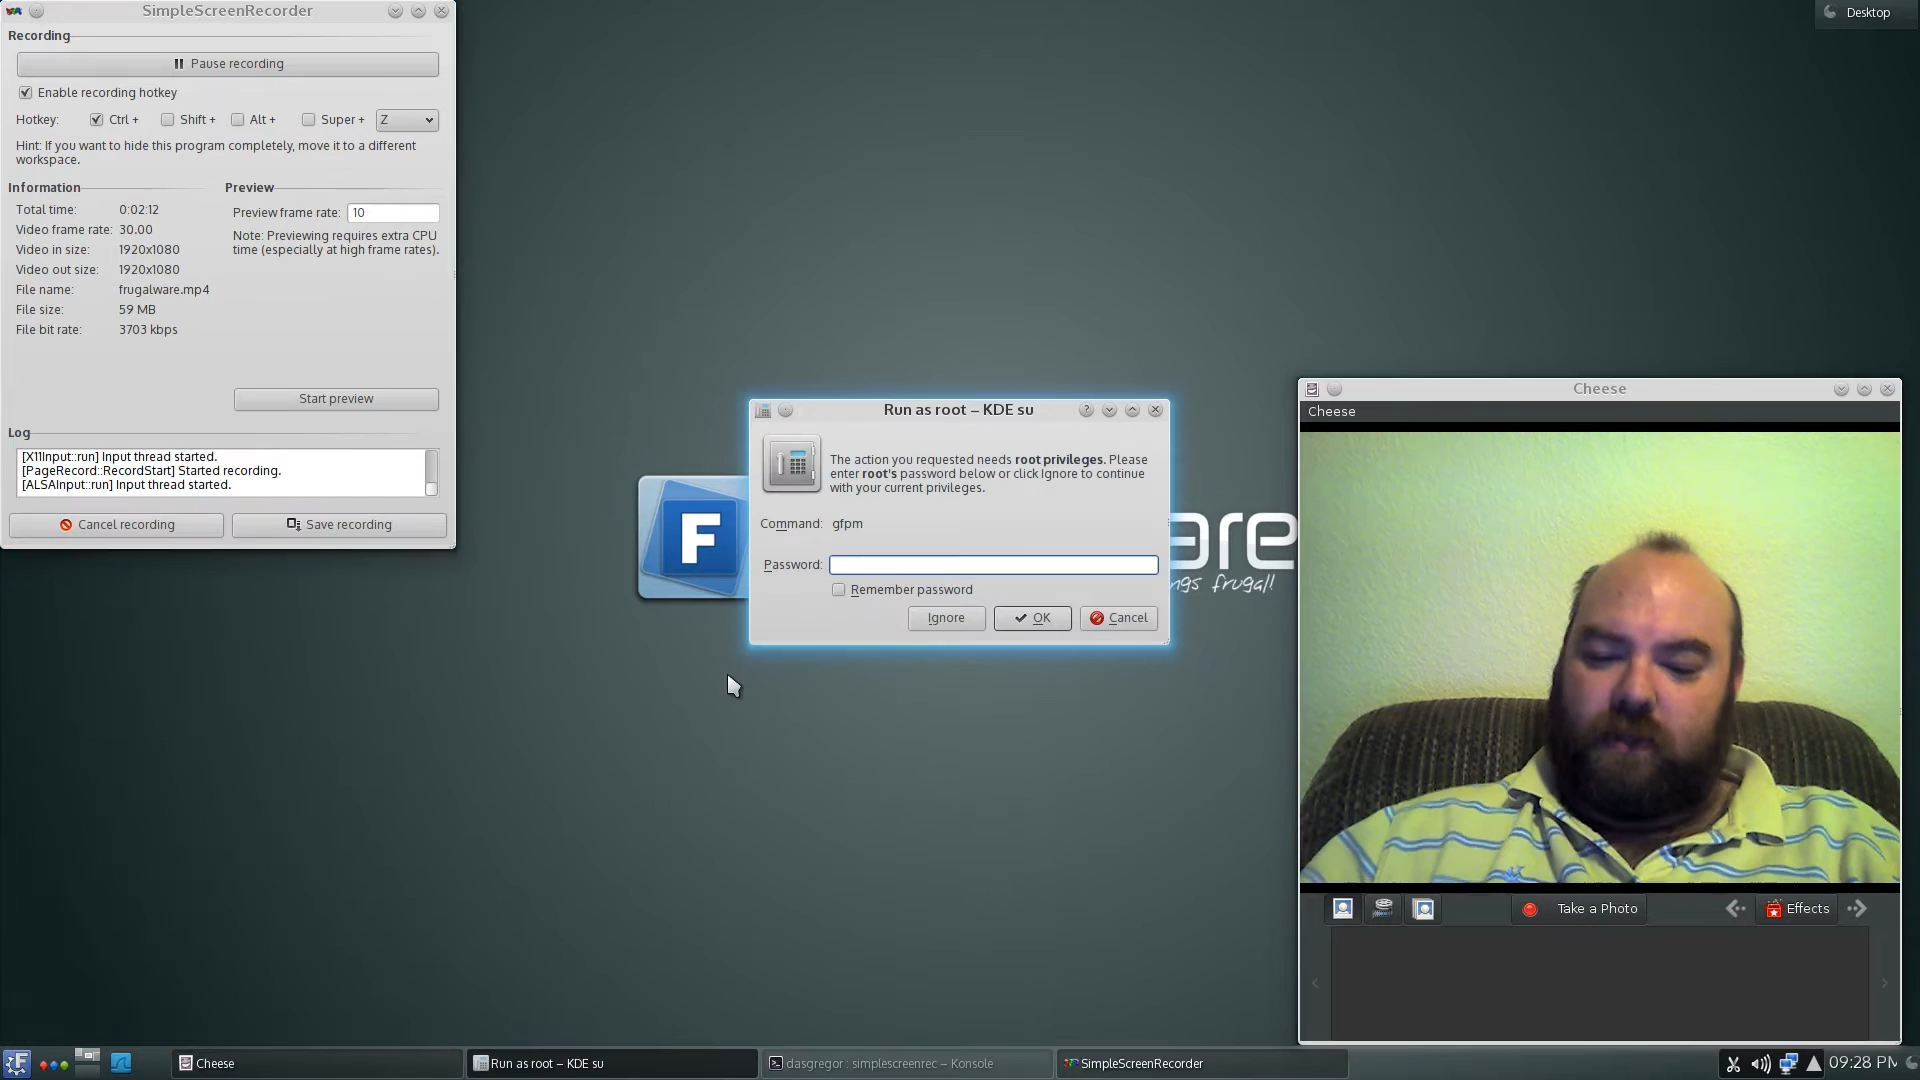 SimpleScreenRecorder
Desktop
Recording
Pause recording
Enable recording hotkey
Hotkey: Ctrl + Shift + Alt + Super + Z
Hint: If you want to hide this program completely, move it to a different
workspace.
Information
Total time: 0:02:12
Video frame rate: 30.00
Video in size: 1920x1080
Video out size: 1920x1080
File name: frugalware.mp4
File size: 59 MB
File bit rate: 3703 kbps
Preview
Preview frame rate: 10
Note: Previewing requires extra CPU
time (especially at high frame rates).
Start preview
Log
[X11Input::run] Input thread started.
[PageRecord::RecordStart] Started recording.
[ALSAInput::run] Input thread started.
Cancel recording
Save recording
F
are
ngs frugall
Run as root – KDE su
The action you requested needs root privileges. Please
enter root's password below or click Ignore to continue
with your current privileges.
Command: gfpm
Password:
Remember password
Ignore
OK
Cancel
Cheese
Cheese
Take a Photo
Effects
Cheese
Run as root – KDE su
dasgregor : simplescreenrec – Konsole
SimpleScreenRecorder
09:28 PM